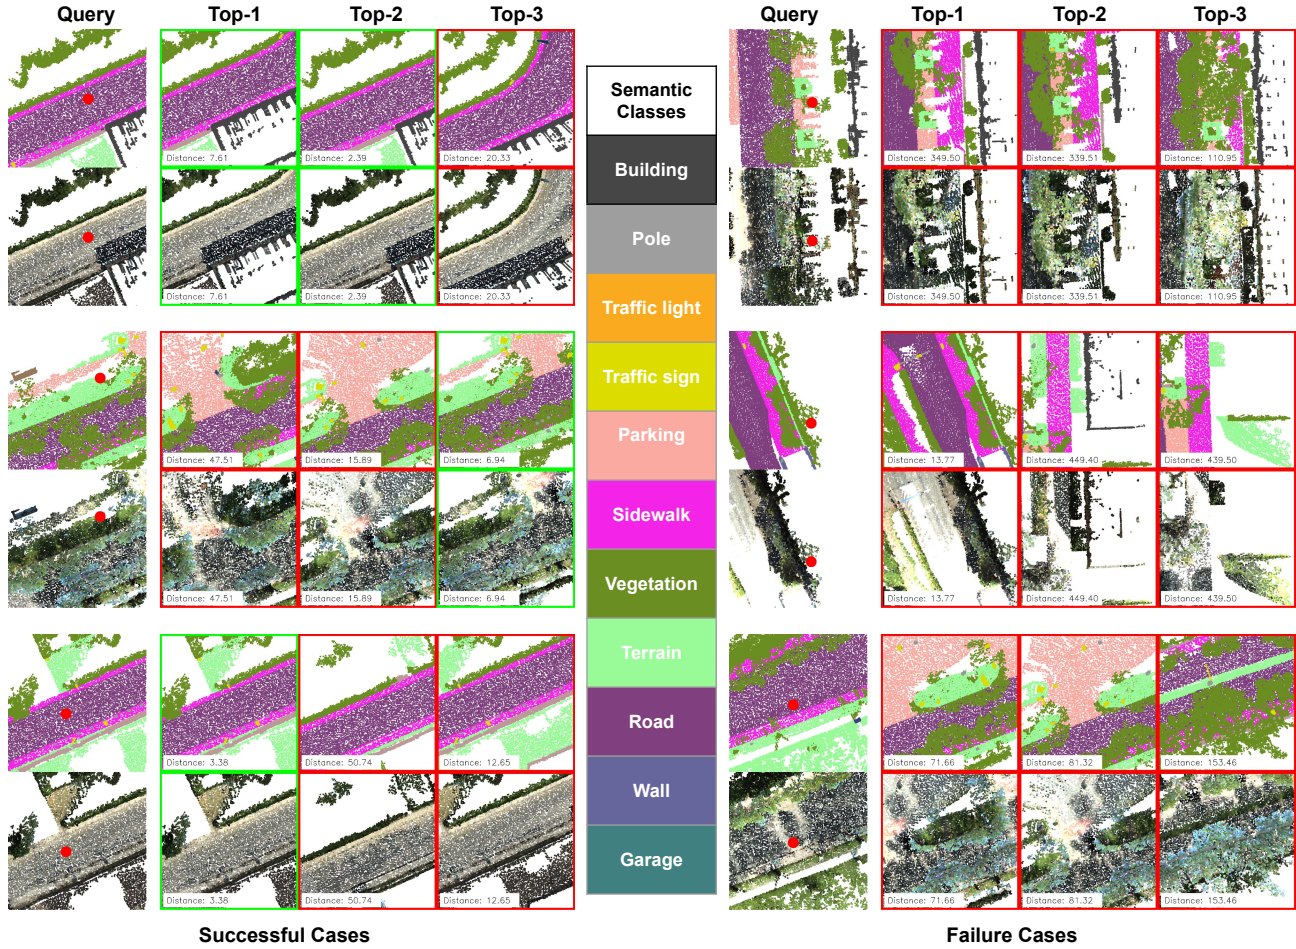 Query Top-1 Top-2 Top-3
Query Top-1 Top-2 Top-3
Distance: 7.61
Distance: 2.39
Distance: 20.33
Distance: 7.61
Distance: 2.39
Distance: 20.33
Distance: 47.51
Distance: 15.89
Distance: 6.94
Distance: 47.51
Distance: 15.89
Distance: 6.94
Distance: 3.38
Distance: 50.74
Distance: 12.65
Distance: 3.38
Distance: 50.74
Distance: 12.65
Successful Cases
Semantic
Classes
Building
Pole
Traffic light
Traffic sign
Parking
Sidewalk
Vegetation
Terrain
Road
Wall
Garage
Distance: 349.50
Distance: 339.51
Distance: 110.95
Distance: 349.50
Distance: 339.51
Distance: 110.95
Distance: 13.77
Distance: 449.40
Distance: 439.50
Distance: 13.77
Distance: 449.40
Distance: 439.50
Distance: 71.66
Distance: 81.32
Distance: 153.46
Distance: 71.66
Distance: 81.32
Distance: 153.46
Failure Cases